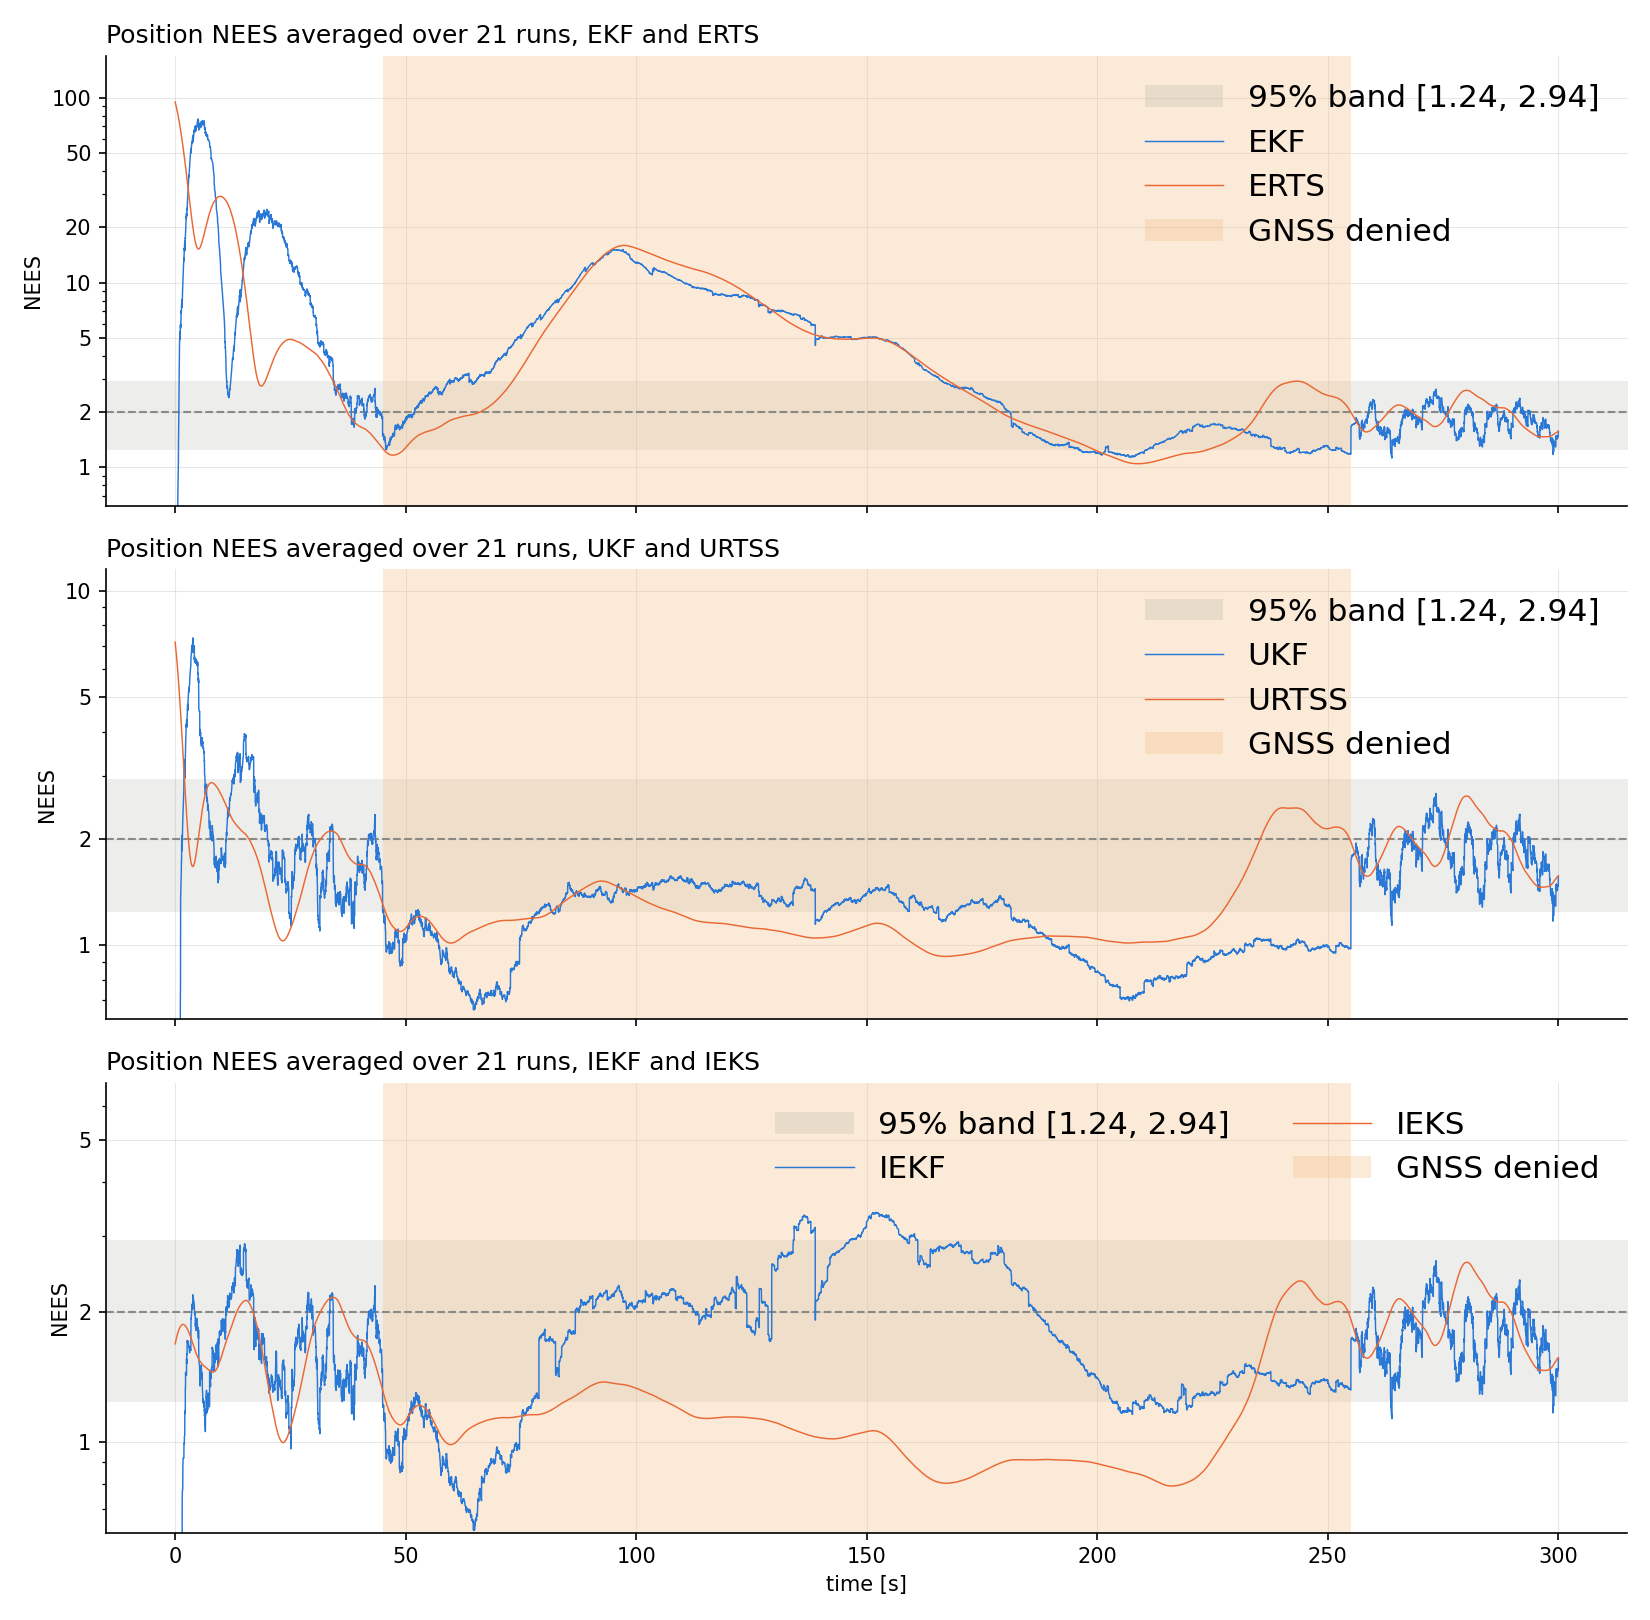 Position NEES averaged over 21 runs, EKF and ERTS
NEES
100
50
20
10
5
2
1
95% band [1.24, 2.94]
EKF
ERTS
GNSS denied
Position NEES averaged over 21 runs, UKF and URTSS
NEES
10
5
2
1
95% band [1.24, 2.94]
UKF
URTSS
GNSS denied
Position NEES averaged over 21 runs, IEKF and IEKS
NEES
5
2
1
95% band [1.24, 2.94]
IEKF
IEKS
GNSS denied
0 50 100 150 200 250 300
time [s]